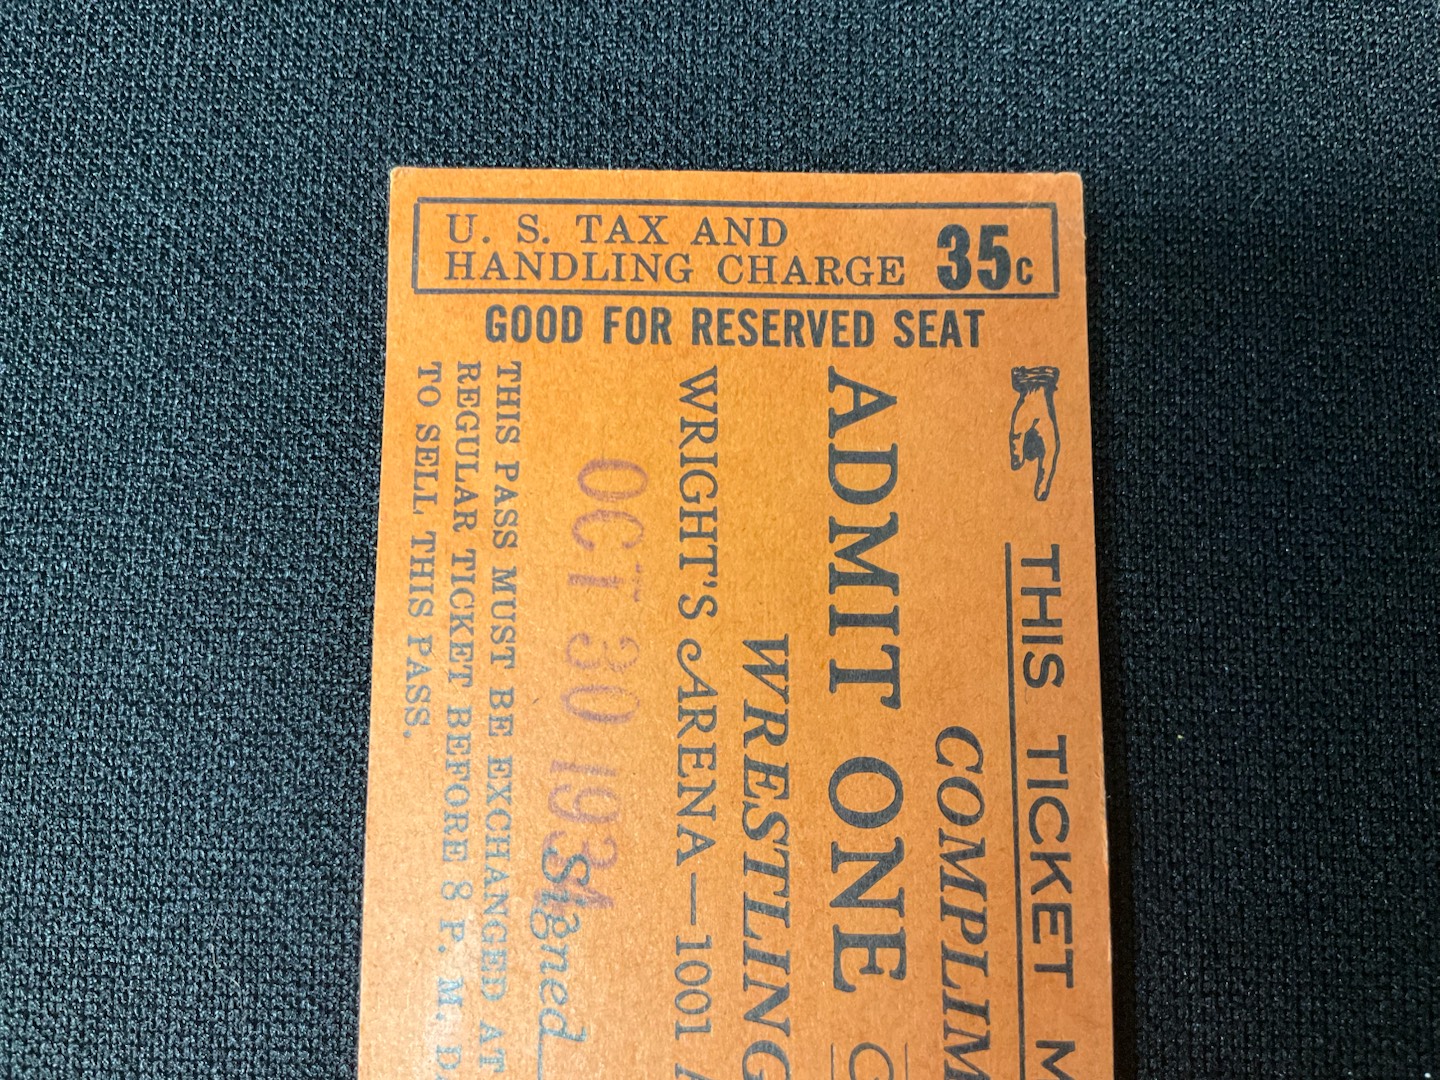 U. S. TAX AND
HANDLING CHARGE 35c
GOOD FOR RESERVED SEAT
THIS TICKET M
COMPLIM
ADMIT ONE
WRESTLING
WRIGHT'S ARENA—1001 A
OCT 30 1934
Signed
THIS PASS MUST BE EXCHANGED AT
REGULAR TICKET BEFORE 8 P. M. D
TO SELL THIS PASS.